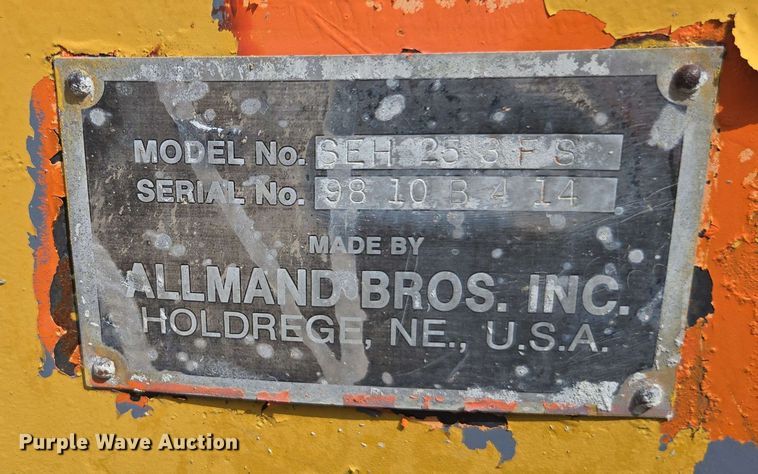 MODEL No. SEH 25 3 F S
SERIAL No. 98 10 B 4 14
MADE BY
ALLMAND BROS. INC.
HOLDREGE, NE., U.S.A.
Purple Wave Auction